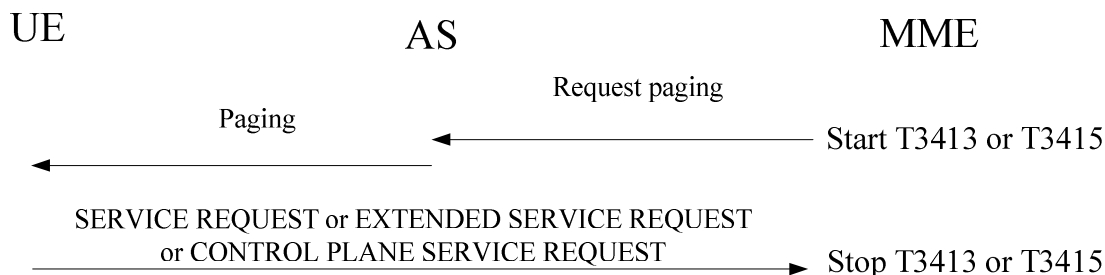 UE
AS
MME
Request paging
Paging
Start T3413 or T3415
SERVICE REQUEST or EXTENDED SERVICE REQUEST
or CONTROL PLANE SERVICE REQUEST
Stop T3413 or T3415